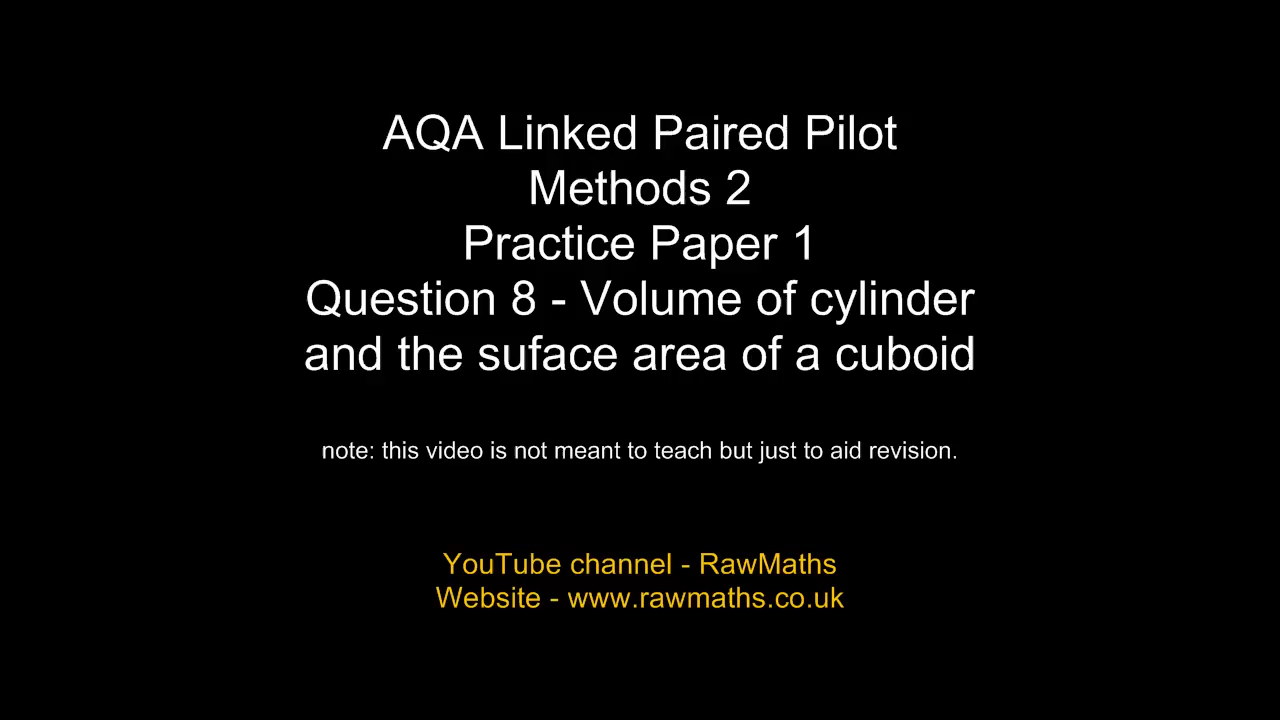 AQA Linked Paired Pilot
Methods 2
Practice Paper 1
Question 8 - Volume of cylinder
and the suface area of a cuboid
note: this video is not meant to teach but just to aid revision.
YouTube channel - RawMaths
Website - www.rawmaths.co.uk